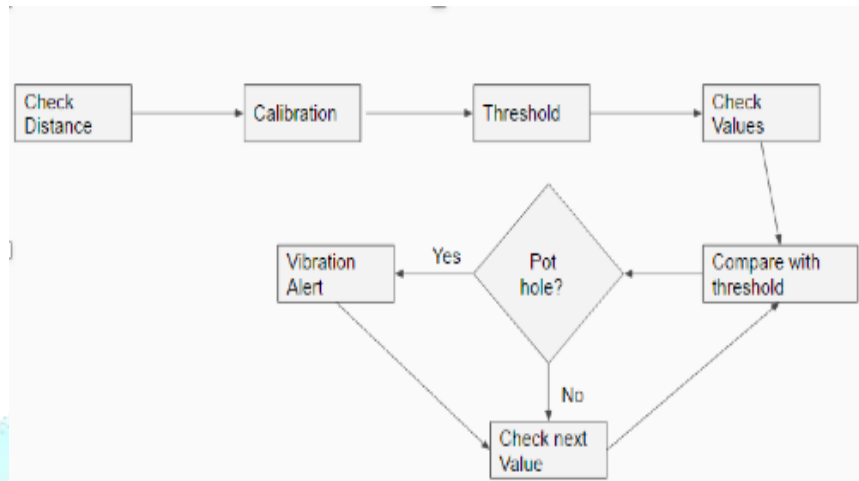 Check
Distance
Calibration
Threshold
Check
Values
Vibration
Alert
Yes
Pot
hole?
Compare with
threshold
No
Check next
Value